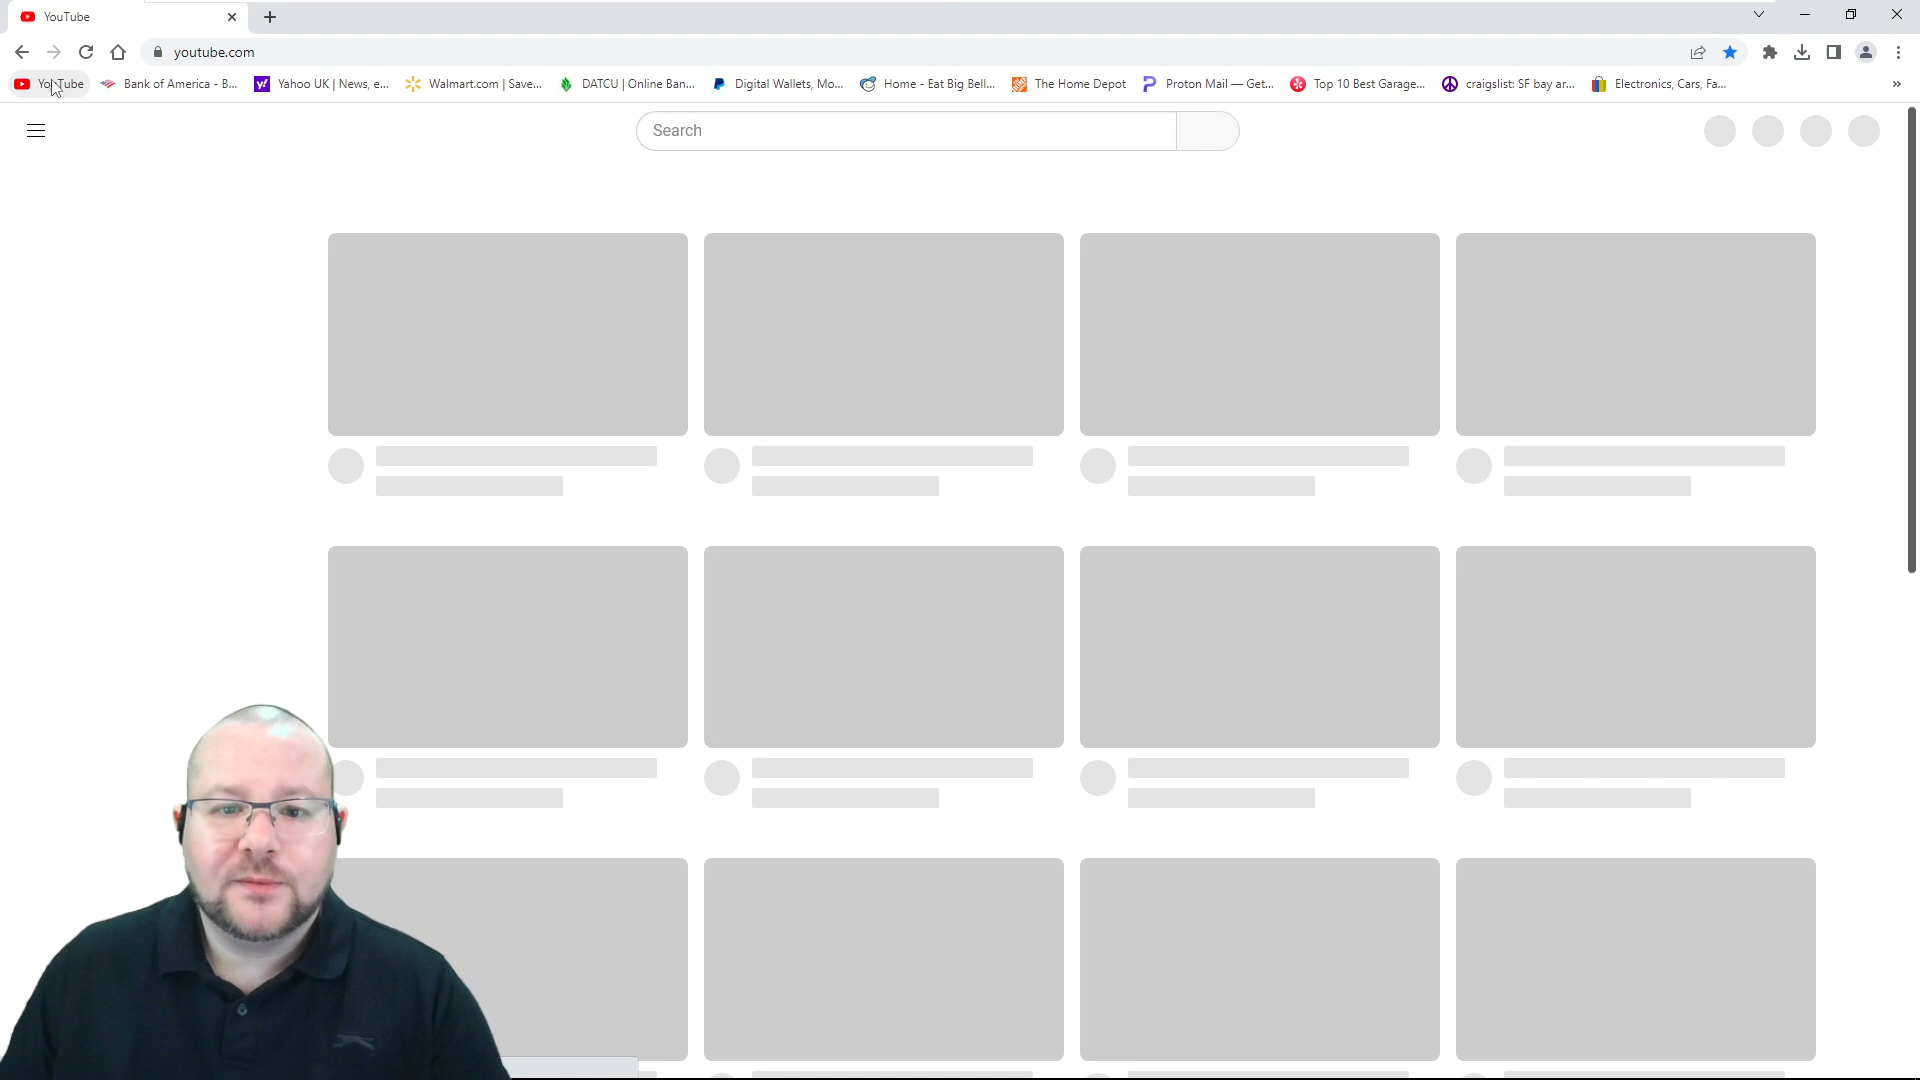 YouTube
youtube.com
YouTube
Bank of America - B...
Yahoo UK | News, e...
Walmart.com | Save...
DATCU | Online Ban...
Digital Wallets, Mo...
Home - Eat Big Bell...
The Home Depot
Proton Mail — Get...
Top 10 Best Garage...
craigslist: SF bay ar...
Electronics, Cars, Fa...
Search